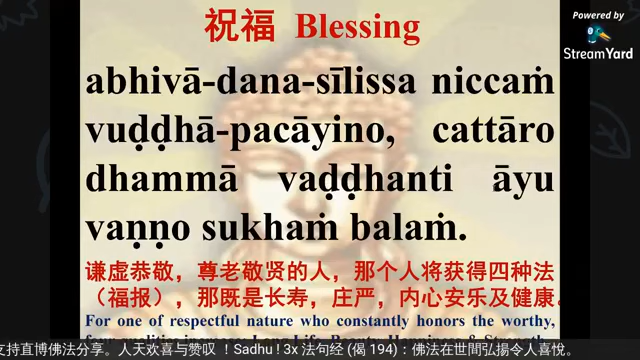 祝福 Blessing
Powered by
StreamYard
abhivā-dana-sīlissa niccaṁ
vuḍḍhā-pacāyino, cattāro
dhammā vaḍḍhanti āyu
vaṇṇo sukhaṁ balaṁ.
谦虚恭敬，尊老敬贤的人，那个人将获得四种法
（福报），那既是长寿，庄严，内心安乐及健康。
For one of respectful nature who constantly honors the worthy,
支持直博佛法分享。人天欢喜与赞叹 ！Sadhu ! 3x 法句经 (偈 194)：佛法在世間弘揚令人喜悅.